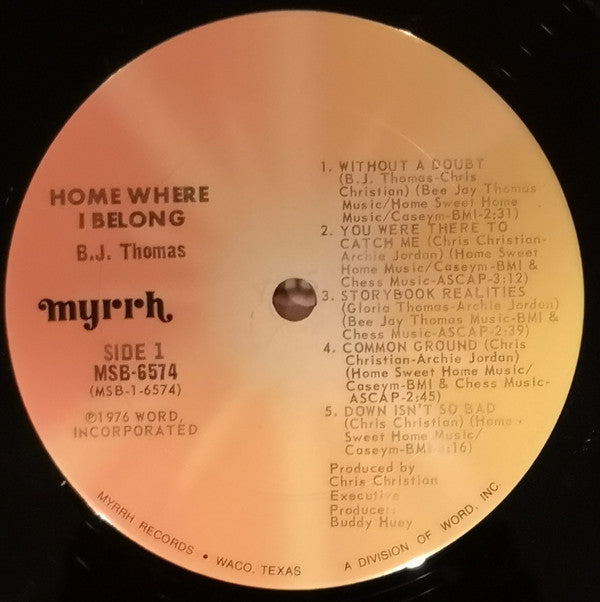 HOME WHERE
I BELONG
B.J. Thomas
myrrh.
SIDE 1
MSB-6574
(MSB-1-6574)
℗1976 WORD,
INCORPORATED
1. WITHOUT A DOUBT
(B.J. Thomas-Chris
Christian) (Bee Jay Thomas
Music/Home Sweet Home
Music/Caseym-BMI-2:31)
2. YOU WERE THERE TO
CATCH ME (Chris Christian-
Archie Jordan) (Home Sweet
Home Music/Caseym-BMI &
Chess Music-ASCAP-3:12)
3. STORYBOOK REALITIES
(Gloria Thomas-Archie Jordan)
(Bee Jay Thomas Music-BMI &
Chess Music-ASCAP-2:39)
4. COMMON GROUND (Chris
Christian-Archie Jordan)
(Home Sweet Home Music/
Caseym-BMI & Chess Music-
ASCAP-2:45)
5. DOWN ISN'T SO BAD
(Chris Christian) (Home
Sweet Home Music/
Caseym-BMI-3:16)
Produced by
Chris Christian
Executive
Producer:
Buddy Huey
MYRRH RECORDS • WACO, TEXAS
A DIVISION OF WORD, INC.